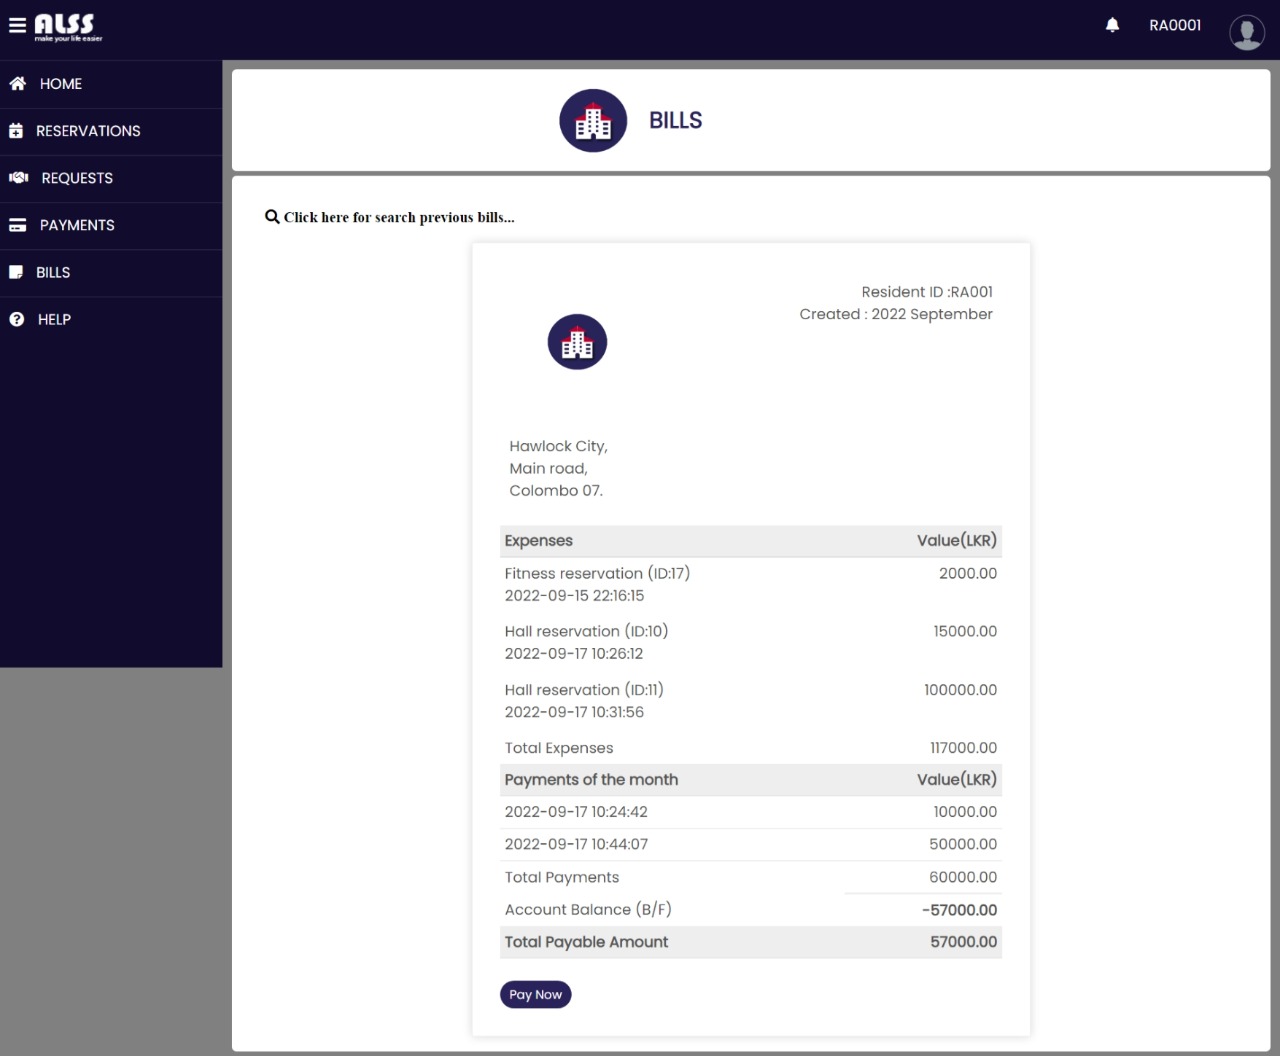 ALSS
make your life easier
RA0001
HOME
RESERVATIONS
REQUESTS
PAYMENTS
BILLS
HELP
BILLS
Click here for search previous bills...
Resident ID :RA001
Created : 2022 September
Hawlock City,
Main road,
Colombo 07.
Expenses Value(LKR)
Fitness reservation (ID:17) 2000.00
2022-09-15 22:16:15
Hall reservation (ID:10) 15000.00
2022-09-17 10:26:12
Hall reservation (ID:11) 100000.00
2022-09-17 10:31:56
Total Expenses 117000.00
Payments of the month Value(LKR)
2022-09-17 10:24:42 10000.00
2022-09-17 10:44:07 50000.00
Total Payments 60000.00
Account Balance (B/F) -57000.00
Total Payable Amount 57000.00
Pay Now